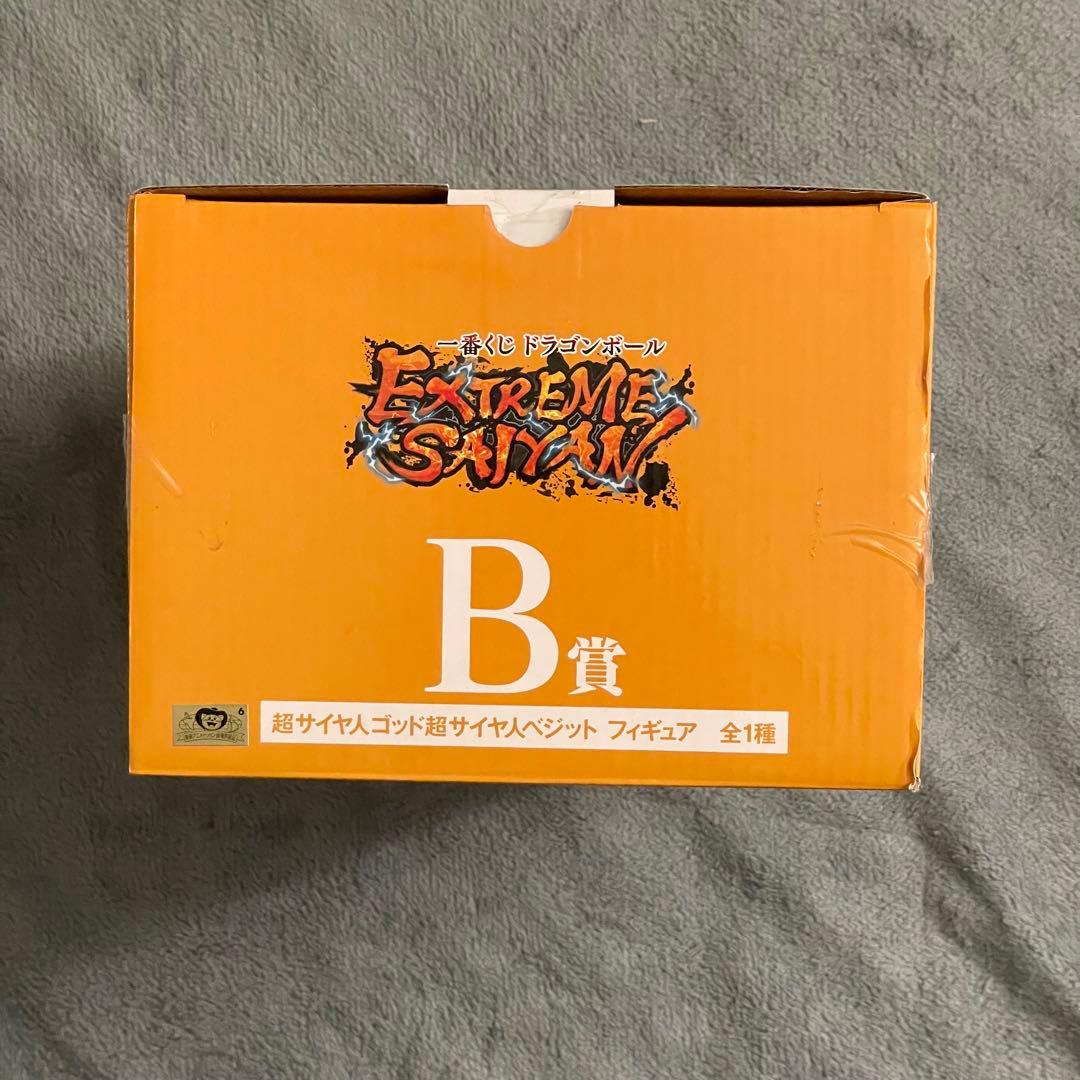 一番くじ ドラゴンボール
EXTREME
SAIYAN
B賞
6
超サイヤ人ゴッド超サイヤ人ベジット フィギュア 全1種